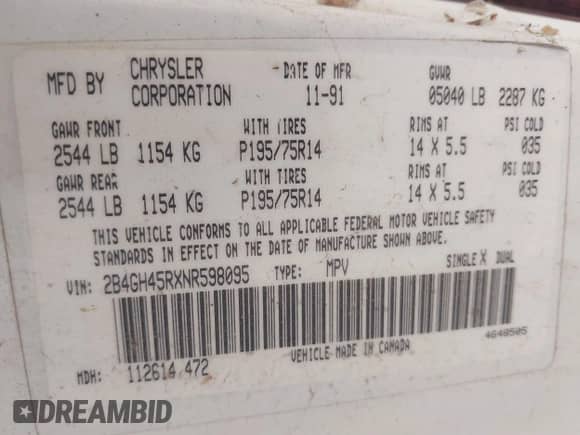 MFD BY CHRYSLER CORPORATION DATE OF MFR 11-91 GVWR 05040 LB 2287 KG
GAWR FRONT WITH TIRES RIMS AT PSI COLD
2544 LB 1154 KG P195/75R14 14 X 5.5 035
GAWR REAR WITH TIRES RIMS AT PSI COLD
2544 LB 1154 KG P195/75R14 14 X 5.5 035
THIS VEHICLE CONFORMS TO ALL APPLICABLE FEDERAL MOTOR VEHICLE SAFETY
STANDARDS IN EFFECT ON THE DATE OF MANUFACTURE SHOWN ABOVE.
VIN: 2B4GH45RXNR598095 TYPE: MPV SINGLE X DUAL
4648505
VEHICLE MADE IN CANADA
MDH: 112614 472
DREAMBID